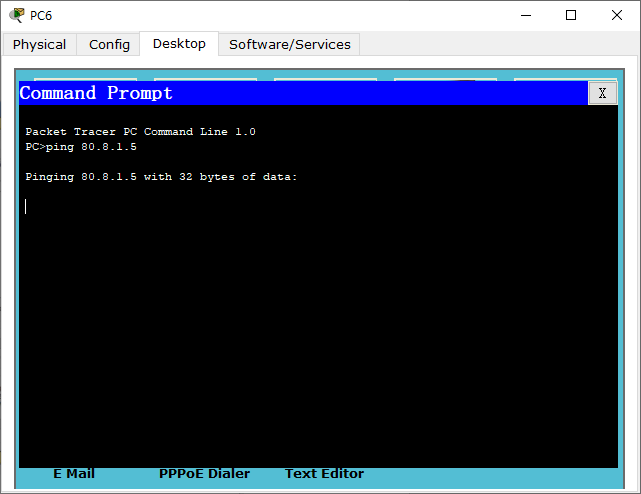 PC6
Physical Config Desktop Software/Services
Command Prompt X
Packet Tracer PC Command Line 1.0
PC>ping 80.8.1.5
Pinging 80.8.1.5 with 32 bytes of data:
E Mail PPPoE Dialer Text Editor